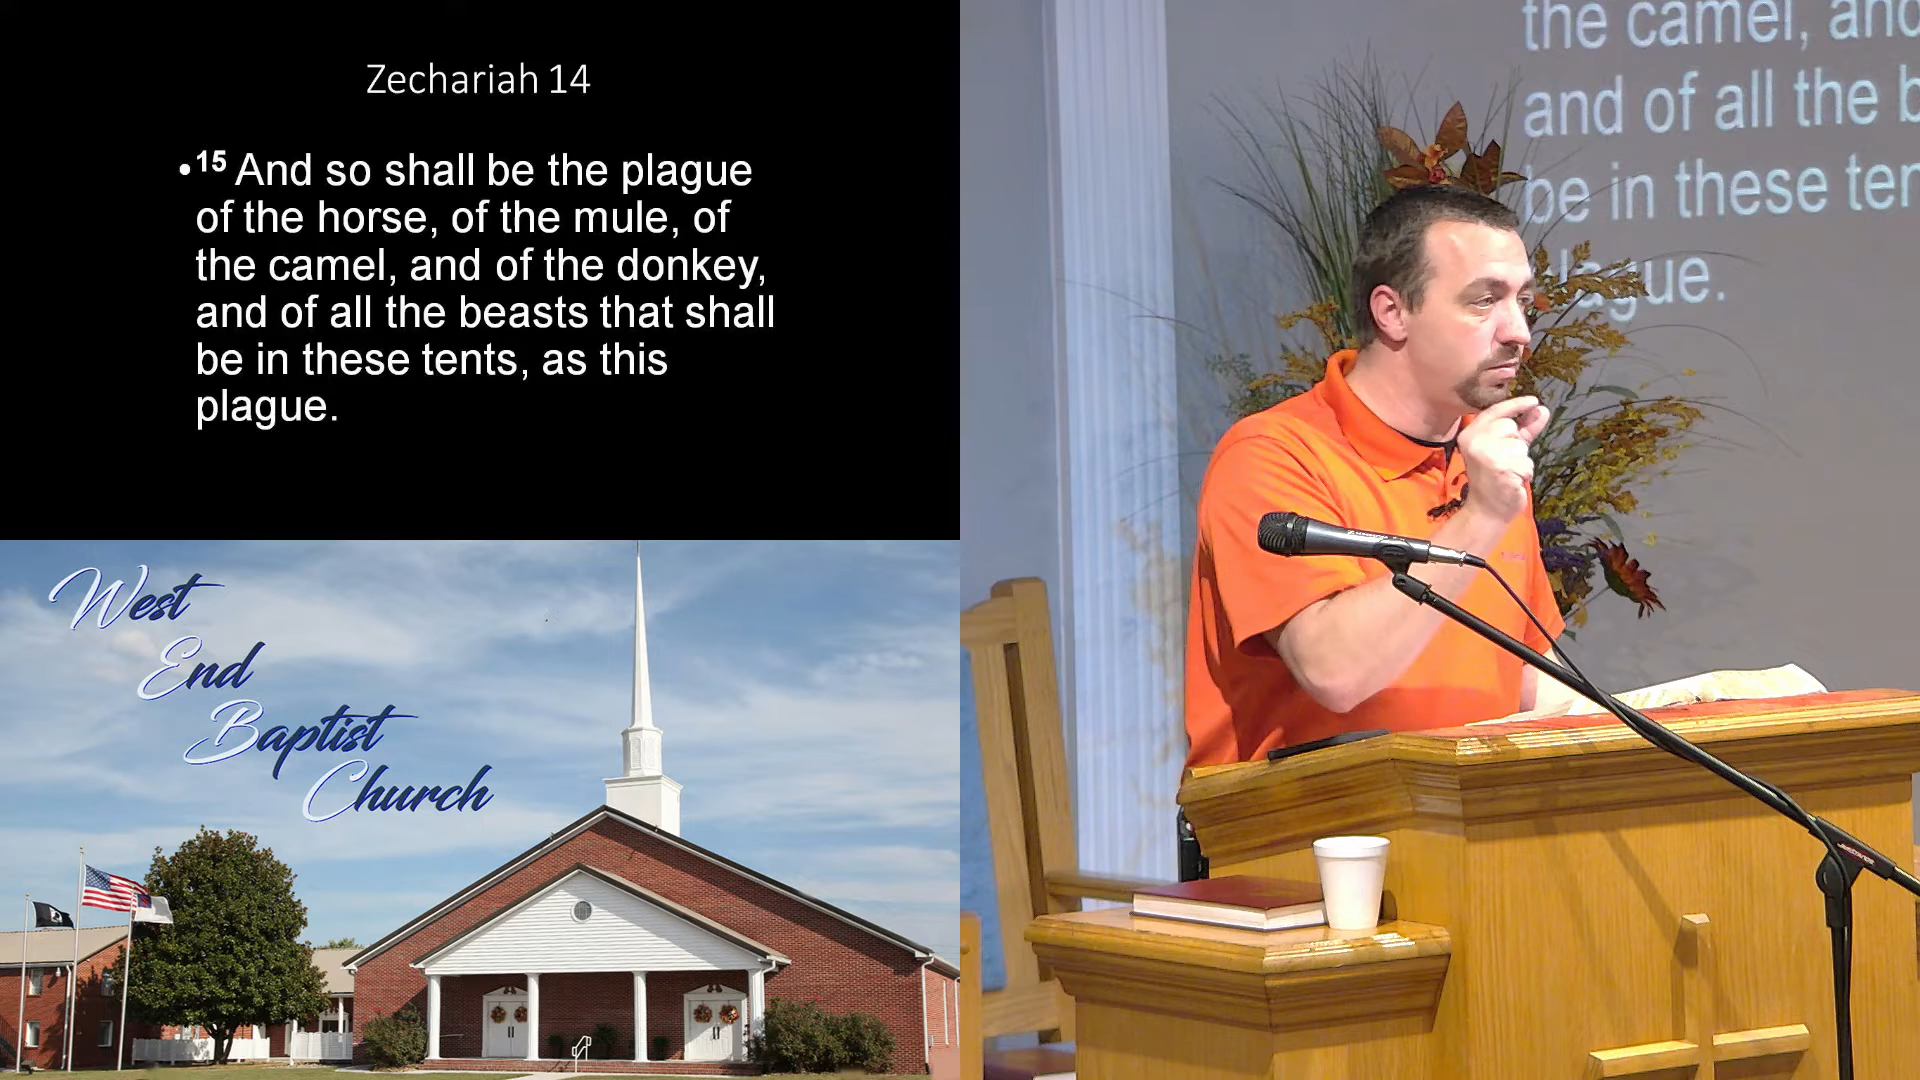 Zechariah 14
•15 And so shall be the plague
of the horse, of the mule, of
the camel, and of the donkey,
and of all the beasts that shall
be in these tents, as this
plague.
West
End
Baptist
Church
the camel, and
and of all the b
be in these ten
plague.